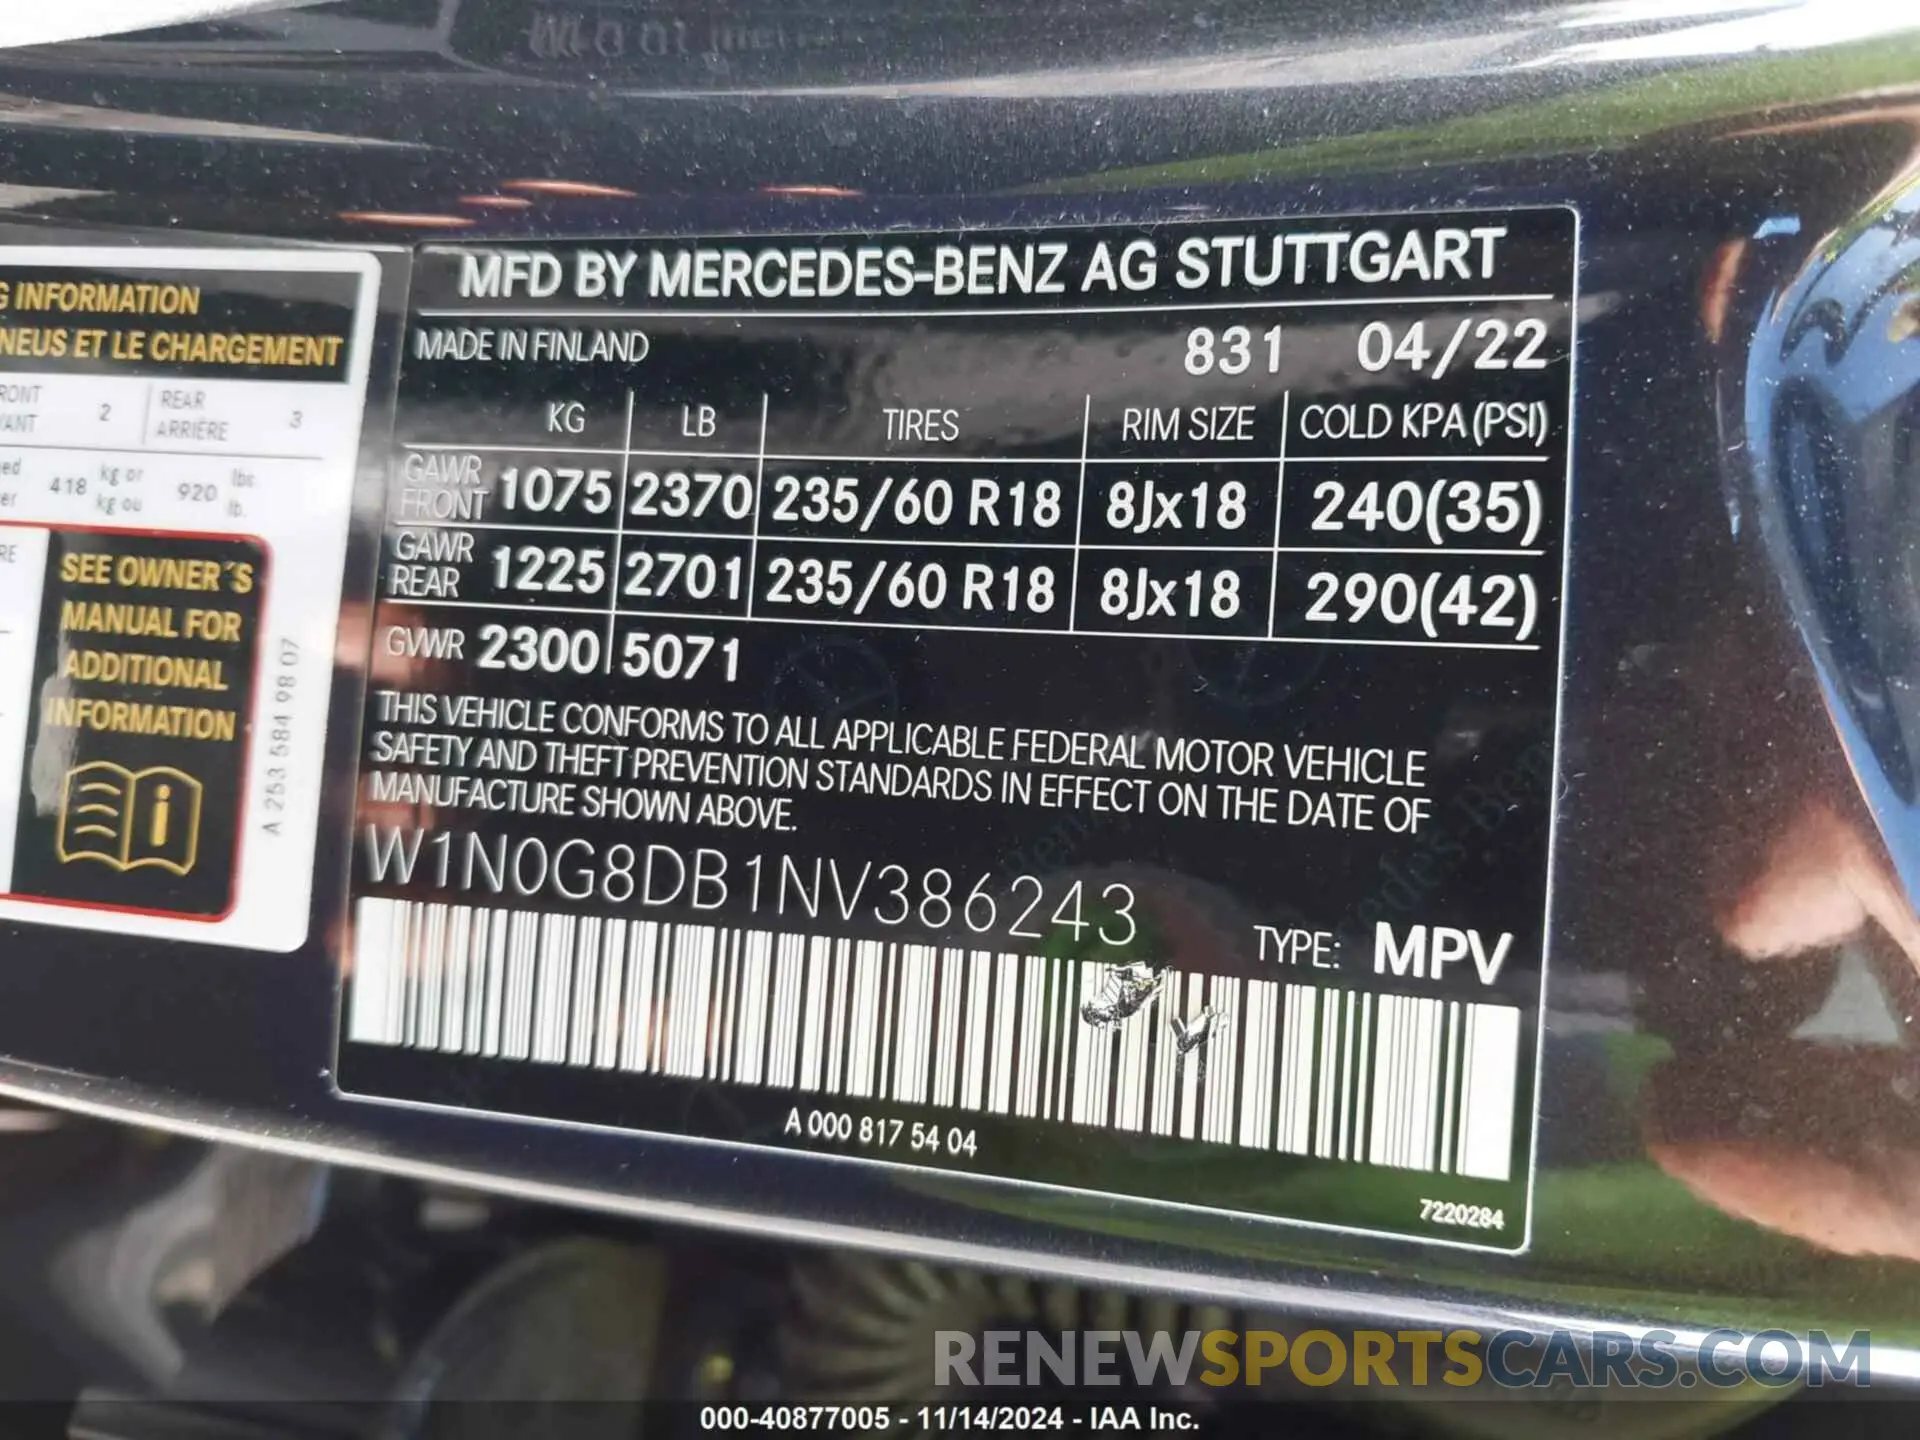 G INFORMATION
NEUS ET LE CHARGEMENT
2
REAR
ARRIÈRE
3
418
kg or
kg ou
920
lbs
lb.
SEE OWNER´S
MANUAL FOR
ADDITIONAL
INFORMATION
A 253 584 98 07
MFD BY MERCEDES-BENZ AG STUTTGART
MADE IN FINLAND 831 04/22
KG LB TIRES RIM SIZE COLD KPA (PSI)
GAWR FRONT 1075 2370 235/60 R18 8Jx18 240(35)
GAWR REAR 1225 2701 235/60 R18 8Jx18 290(42)
GVWR 2300 5071
THIS VEHICLE CONFORMS TO ALL APPLICABLE FEDERAL MOTOR VEHICLE
SAFETY AND THEFT PREVENTION STANDARDS IN EFFECT ON THE DATE OF
MANUFACTURE SHOWN ABOVE.
W1N0G8DB1NV386243
TYPE: MPV
A 000 817 54 04
7220284
RENEWSPORTSCARS.COM
000-40877005 - 11/14/2024 - IAA Inc.